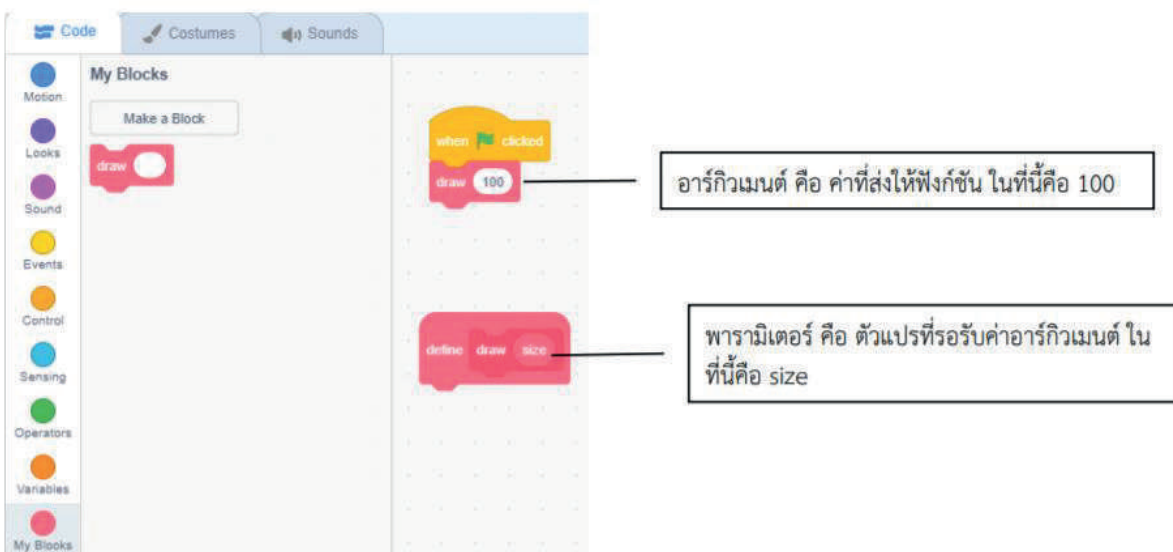 Code
Costumes
Sounds
My Blocks
Motion
Make a Block
Looks
draw
Sound
Events
Control
Sensing
Operators
Variables
My Blocks
when clicked
draw 100
define draw size
อาร์กิวเมนต์ คือ ค่าที่ส่งให้ฟังก์ชัน ในที่นี้คือ 100
พารามิเตอร์ คือ ตัวแปรที่รอรับค่าอาร์กิวเมนต์ ใน
ที่นี้คือ size